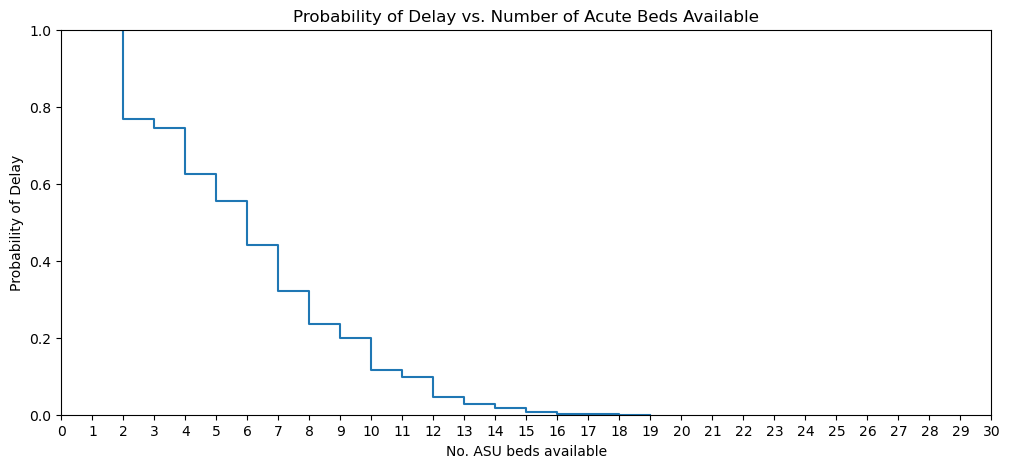 Probability of Delay vs. Number of Acute Beds Available
1.0
0.8
0.6
0.4
0.2
0.0
Probability of Delay
0 1 2 3 4 5 6 7 8 9 10 11 12 13 14 15 16 17 18 19 20 21 22 23 24 25 26 27 28 29 30
No. ASU beds available